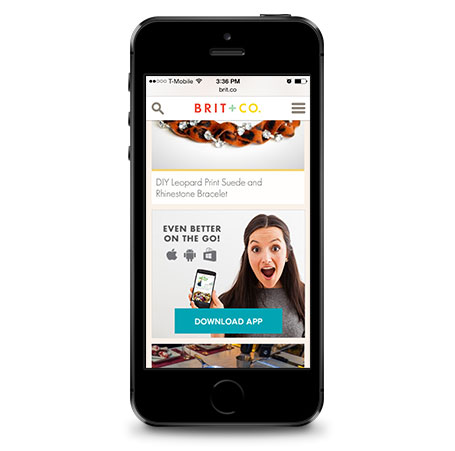 T-Mobile 3:36 PM
brit.co
BRIT + CO.
DIY Leopard Print Suede and
Rhinestone Bracelet
EVEN BETTER
ON THE GO!
DOWNLOAD APP